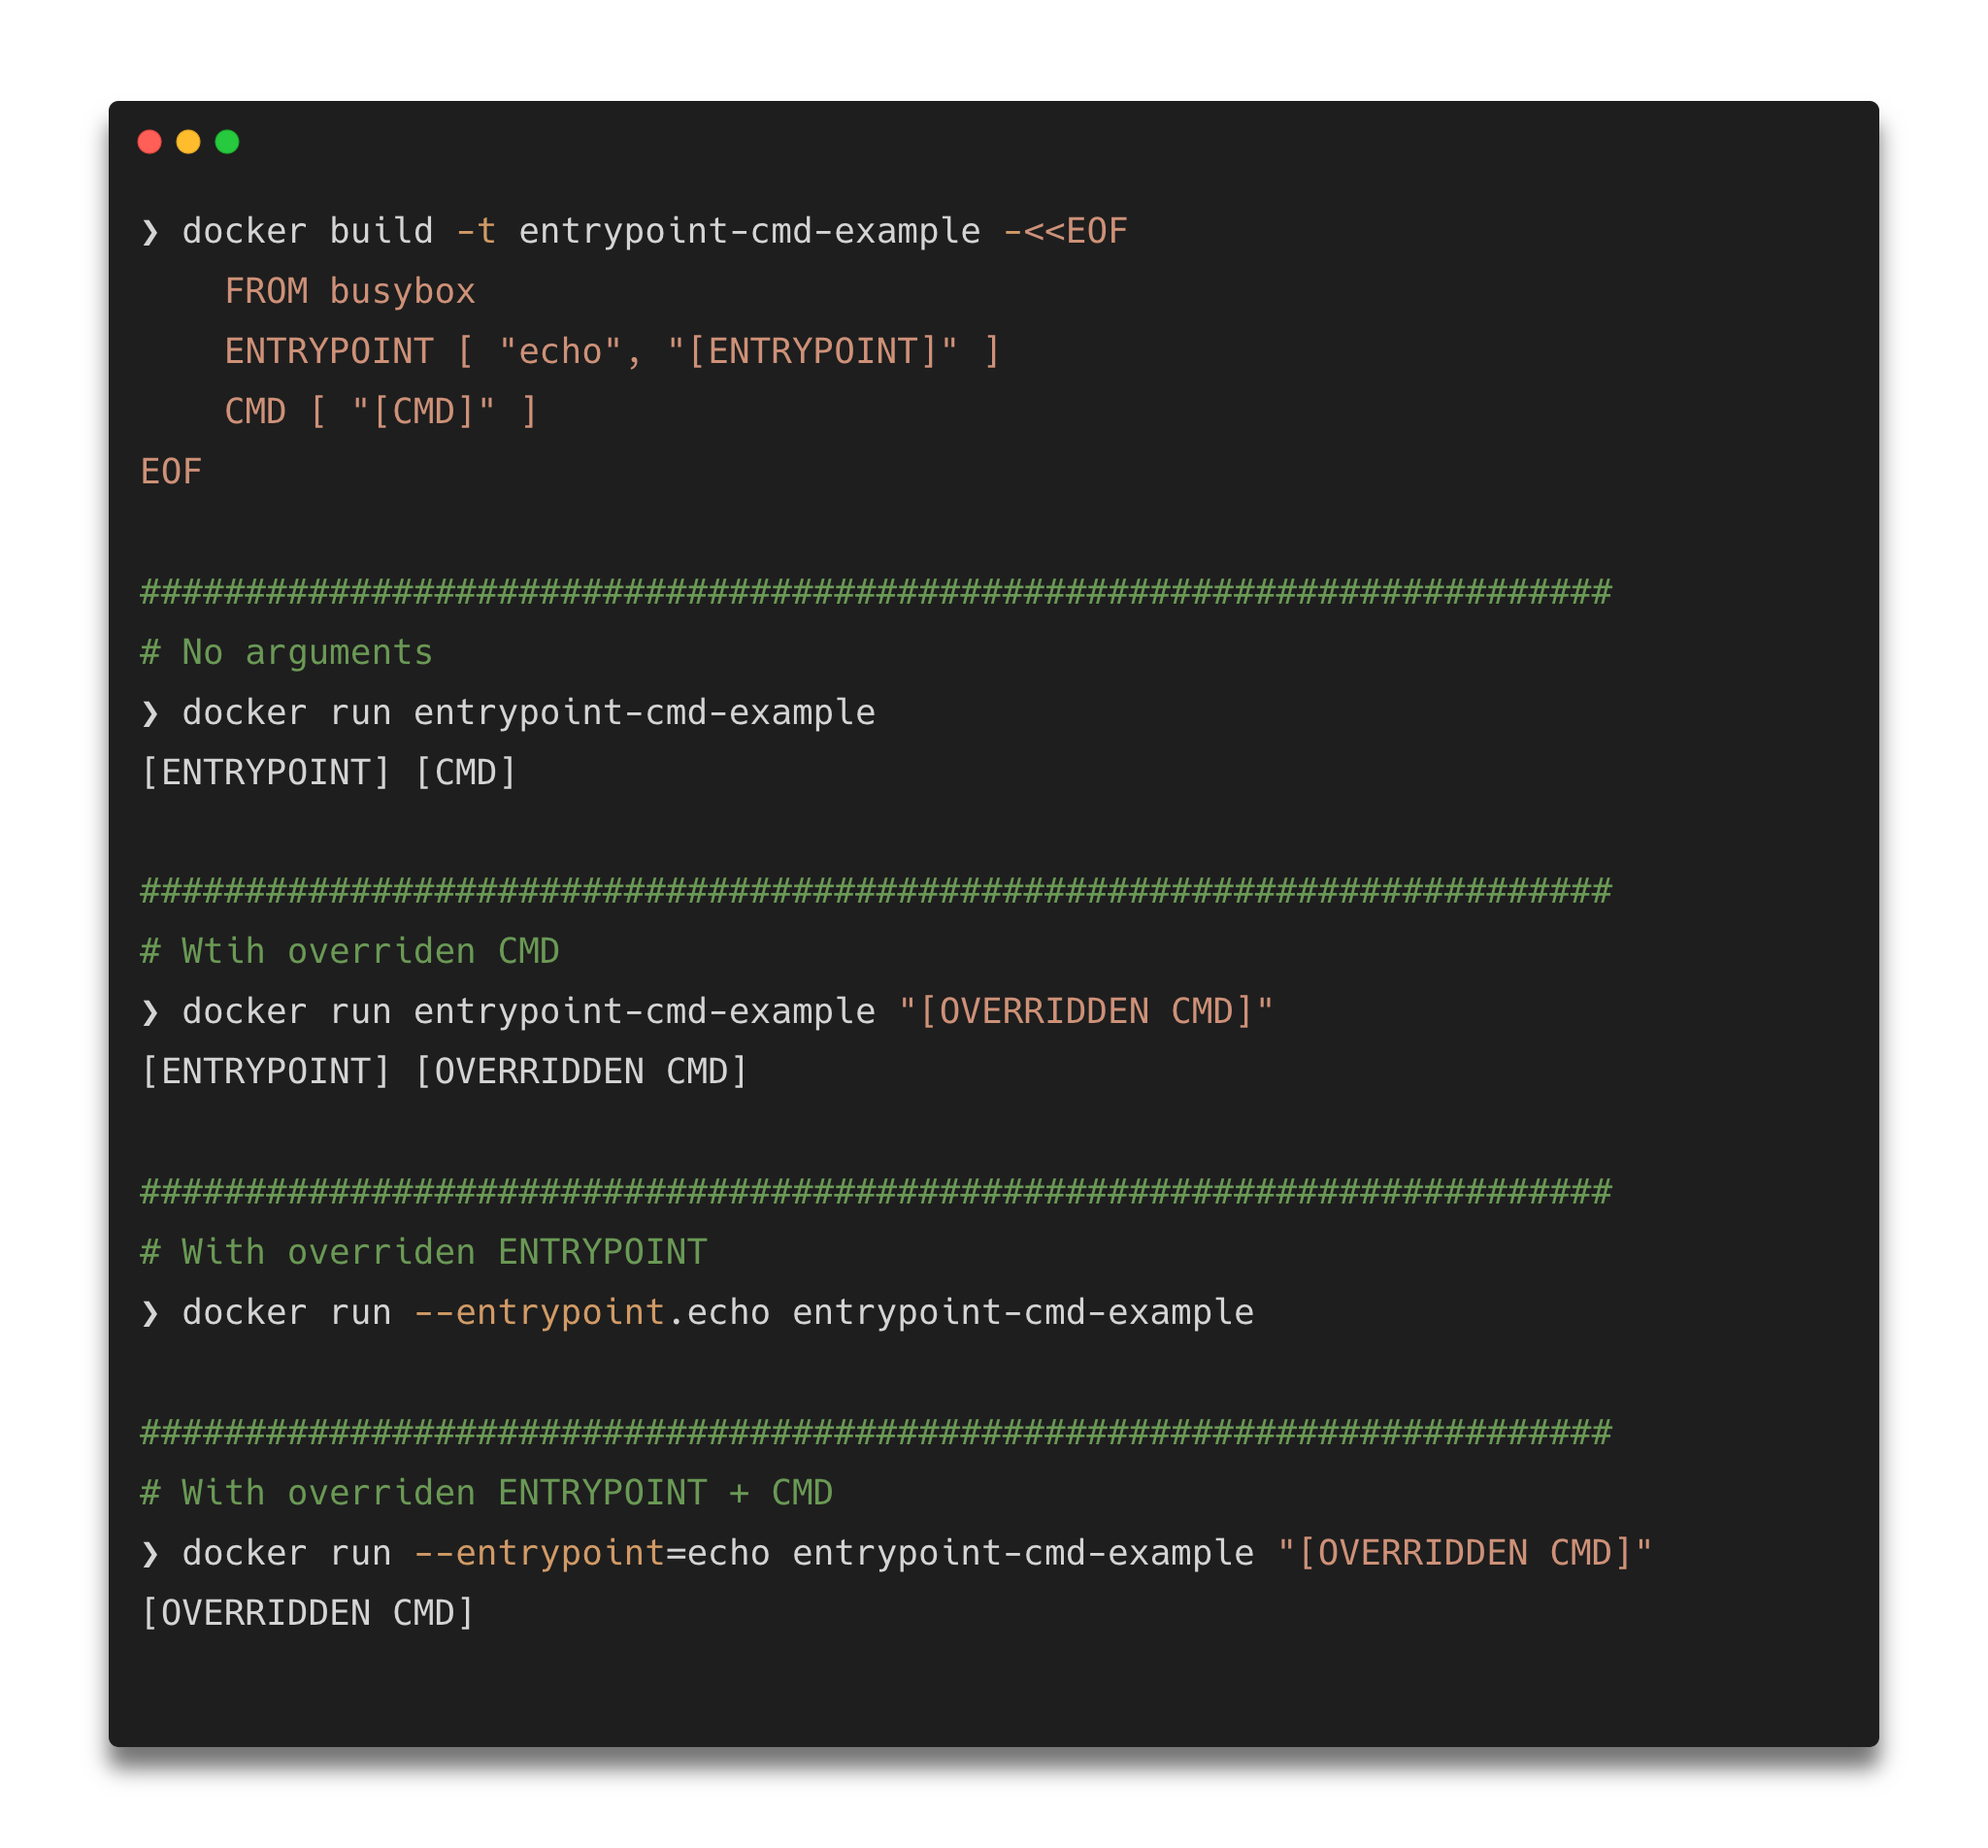 ❯ docker build -t entrypoint-cmd-example -<<EOF
    FROM busybox
    ENTRYPOINT [ "echo", "[ENTRYPOINT]" ]
    CMD [ "[CMD]" ]
EOF

######################################################################
# No arguments
❯ docker run entrypoint-cmd-example
[ENTRYPOINT] [CMD]

######################################################################
# Wtih overriden CMD
❯ docker run entrypoint-cmd-example "[OVERRIDDEN CMD]"
[ENTRYPOINT] [OVERRIDDEN CMD]

######################################################################
# With overriden ENTRYPOINT
❯ docker run --entrypoint.echo entrypoint-cmd-example

######################################################################
# With overriden ENTRYPOINT + CMD
❯ docker run --entrypoint=echo entrypoint-cmd-example "[OVERRIDDEN CMD]"
[OVERRIDDEN CMD]